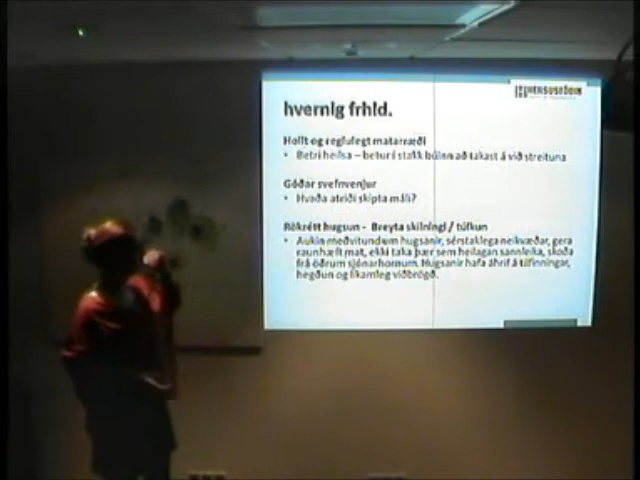 HEILSUSTÖÐIN
hvernig frhld.
Hollt og reglulegt mataræði
• Betri heilsa – betur í stakk búinn að takast á við streituna
Góðar svefnvenjur
• Hvaða atriði skipta máli?
Rökrétt hugsun - Breyta skilningi / túlkun
• Aukin meðvitund um hugsanir, sérstaklega neikvæðar, gera
raunhæft mat, ekki taka þær sem heilagan sannleika, skoða
frá öðrum sjónarhornum. Hugsanir hafa áhrif á tilfinningar,
hegðun og líkamleg viðbrögð.